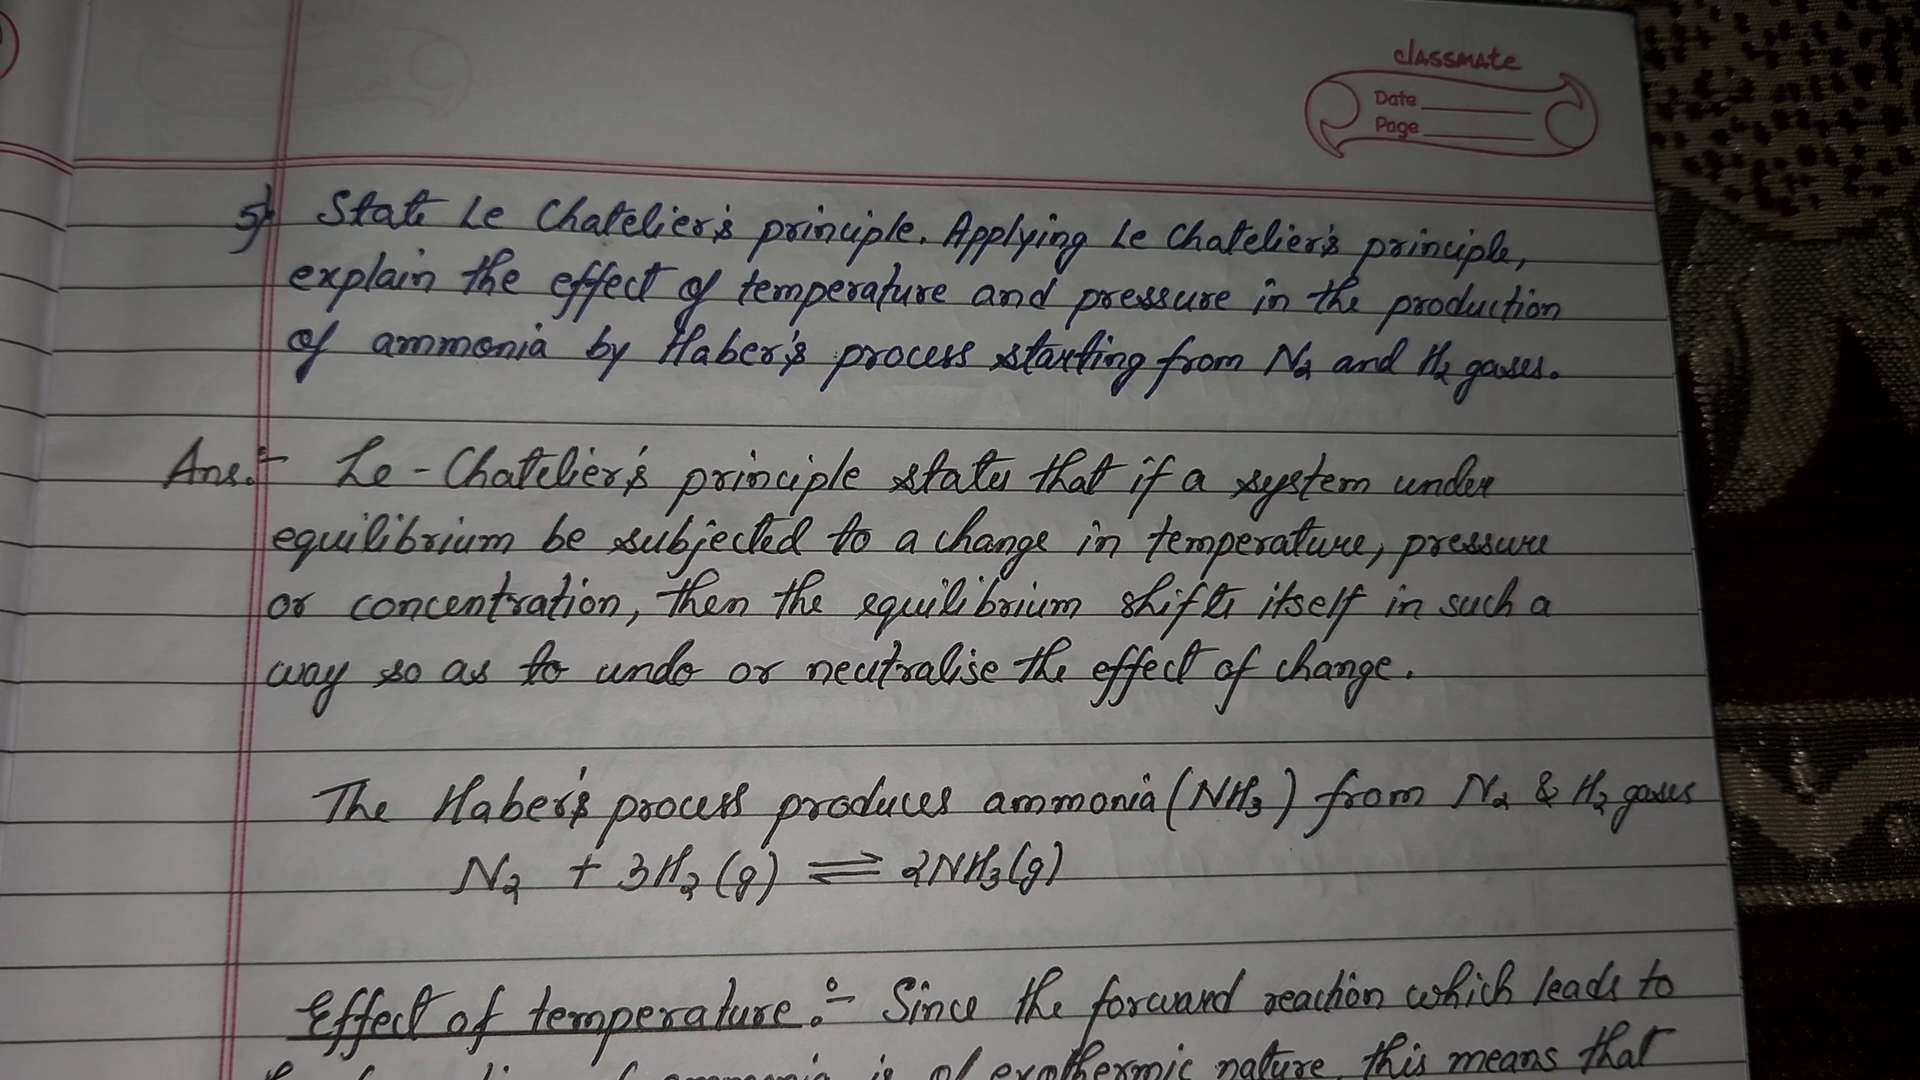 classmate
Date
Page
5) State Le Chatelier's principle. Applying Le Chatelier's principle,
explain the effect of temperature and pressure in the production
of ammonia by Haber's process starting from N2 and H2 gases.
Ans:- Le-Chatelier's principle states that if a system under
equilibrium be subjected to a change in temperature, pressure
or concentration, then the equilibrium shifts itself in such a
way so as to undo or neutralise the effect of change.
The Haber's process produces ammonia (NH3) from N2 & H2 gases
N2 + 3H2(g) ⇌ 2NH3(g)
Effect of temperature:- Since the forward reaction which leads to
ammonia is of exothermic nature, this means that